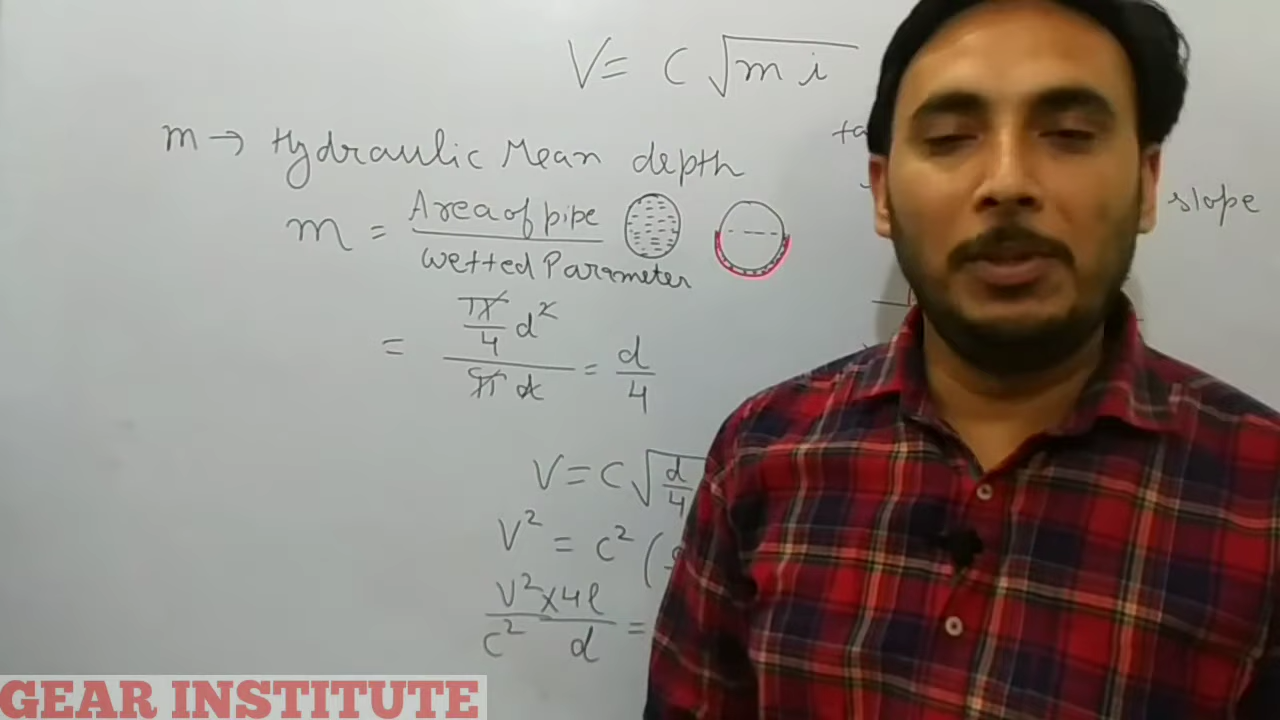 V = C √m i
m → Hydraulic Mean depth
slope
m = Area of pipe / Wetted Parameter
= π/4 d² / π d = d/4
V = C √d/4
V² = C² (
V² × 4l / C² d =
GEAR INSTITUTE